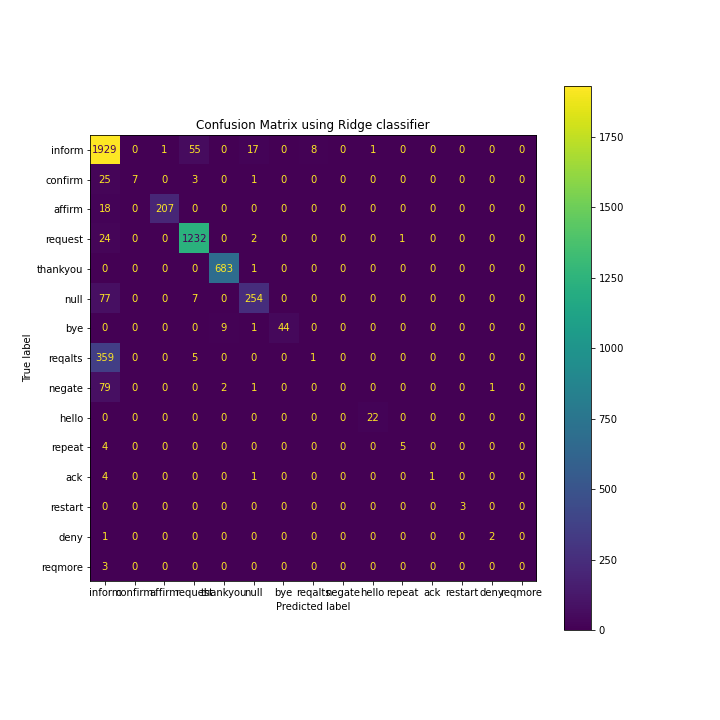 Confusion Matrix using Ridge classifier
inform 1929 0 1 55 0 17 0 8 0 1 0 0 0 0 0
confirm 25 7 0 3 0 1 0 0 0 0 0 0 0 0 0
affirm 18 0 207 0 0 0 0 0 0 0 0 0 0 0 0
request 24 0 0 1232 0 2 0 0 0 0 1 0 0 0 0
thankyou 0 0 0 0 683 1 0 0 0 0 0 0 0 0 0
null 77 0 0 7 0 254 0 0 0 0 0 0 0 0 0
bye 0 0 0 0 9 1 44 0 0 0 0 0 0 0 0
reqalts 359 0 0 5 0 0 0 1 0 0 0 0 0 0 0
negate 79 0 0 0 2 1 0 0 0 0 0 0 0 1 0
hello 0 0 0 0 0 0 0 0 0 22 0 0 0 0 0
repeat 4 0 0 0 0 0 0 0 0 0 5 0 0 0 0
ack 4 0 0 0 0 1 0 0 0 0 0 1 0 0 0
restart 0 0 0 0 0 0 0 0 0 0 0 0 3 0 0
deny 1 0 0 0 0 0 0 0 0 0 0 0 0 2 0
reqmore 3 0 0 0 0 0 0 0 0 0 0 0 0 0 0
inform confirm affirm request thankyou null bye reqalts negate hello repeat ack restart deny reqmore
Predicted label
True label
1750
1500
1250
1000
750
500
250
0